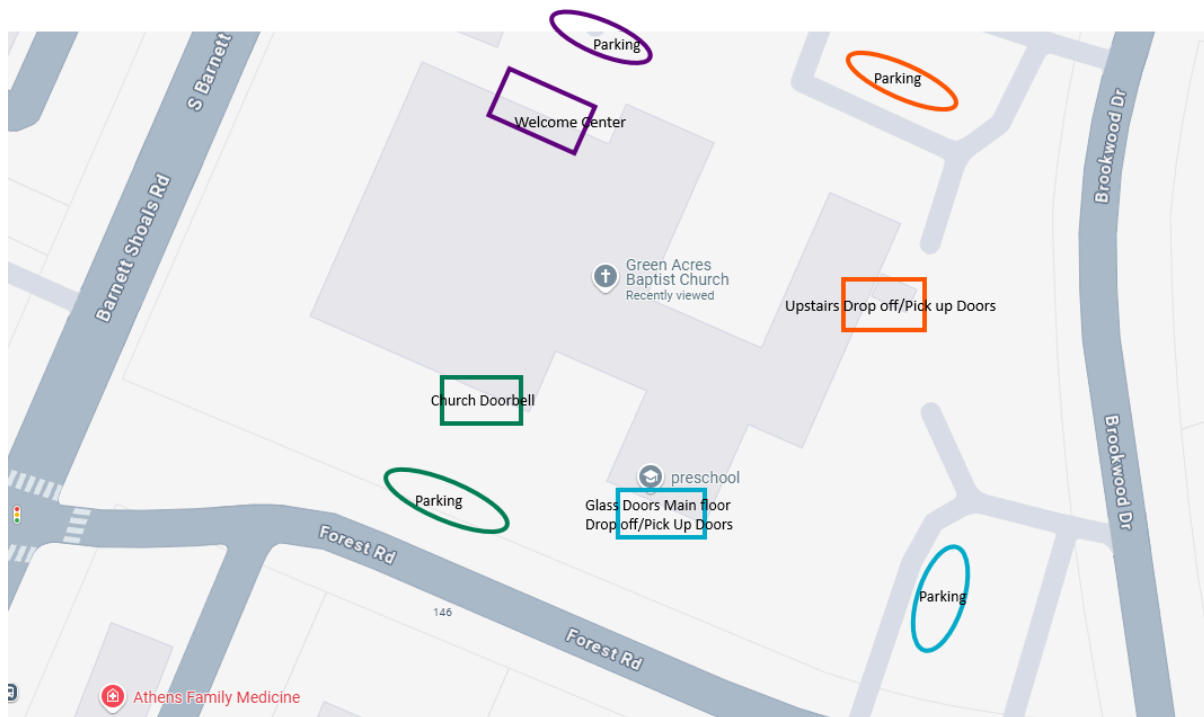 Parking
S Barnett
Parking
Welcome Center
Brookwood Dr
Barnett Shoals Rd
Green Acres
Baptist Church
Recently viewed
Upstairs Drop off/Pick up Doors
Church Doorbell
Brookwood Dr
preschool
Parking
Glass Doors Main floor
Drop off/Pick Up Doors
Forest Rd
Parking
146
Forest Rd
Athens Family Medicine